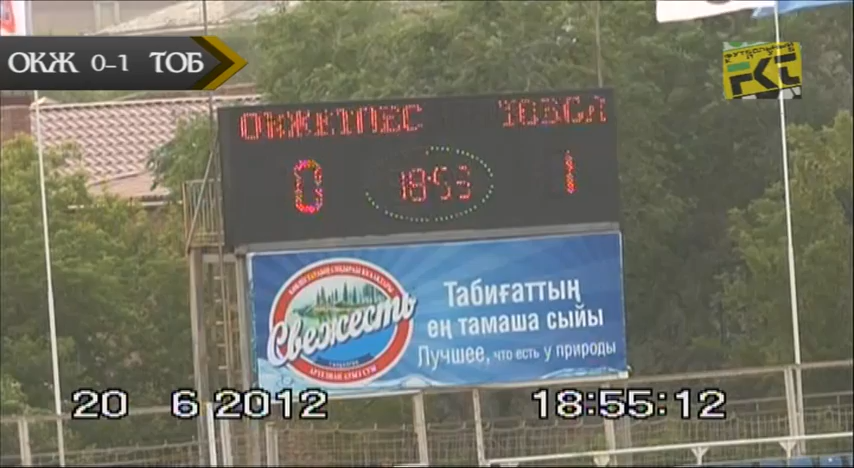 ОКЖ 0-1 ТОБ
ФУТБОЛЬНЫЙ
ОКЖЕТПЕС ТОБОЛ
0 18:53 1
Свежесть
Табиғаттың
ең тамаша сыйы
Лучшее, что есть у природы
20 6 2012 18:55:12